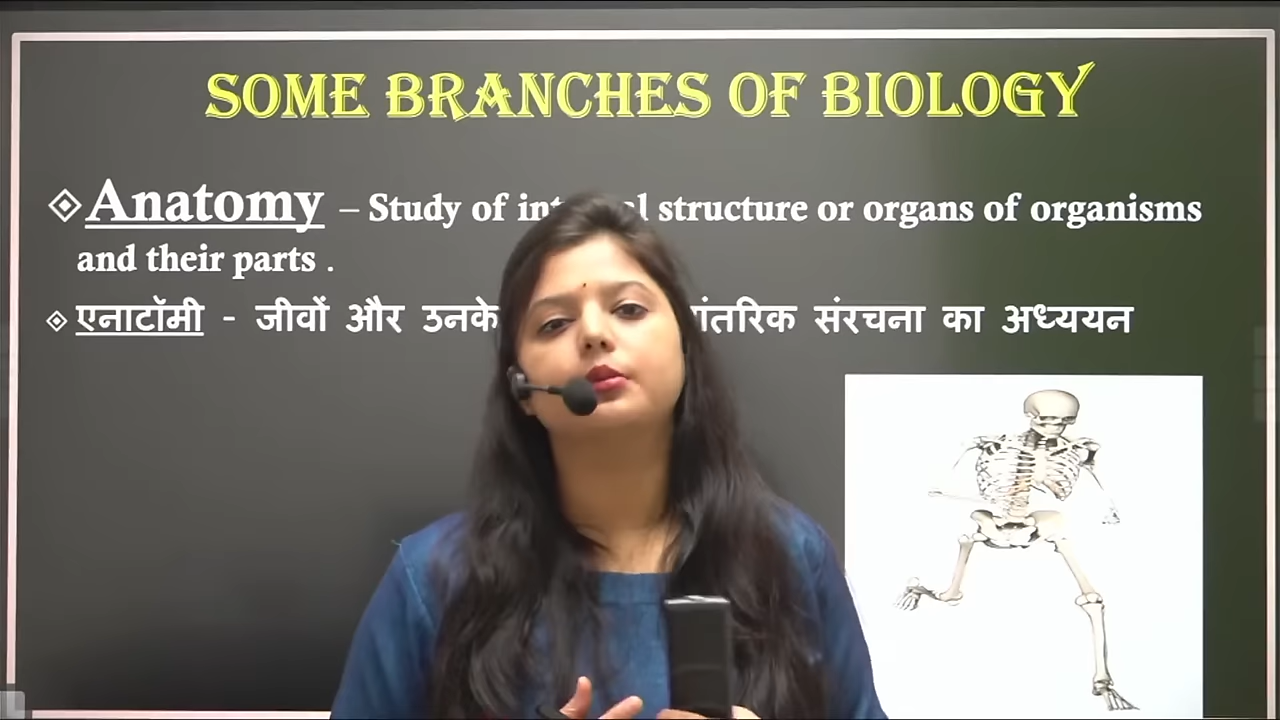 SOME BRANCHES OF BIOLOGY
Anatomy – Study of structure or organs of organisms
and their parts .
एनाटॉमी - जीवों और उनके संरचना का अध्ययन